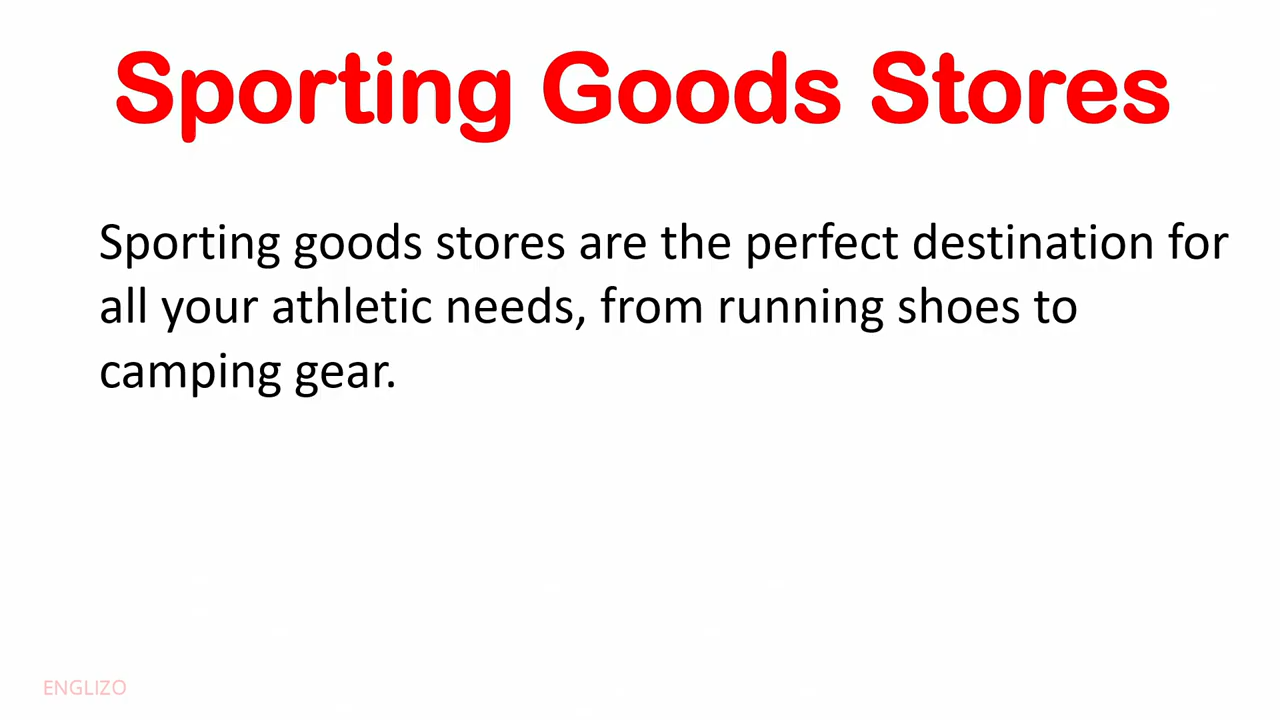 Sporting Goods Stores
Sporting goods stores are the perfect destination for
all your athletic needs, from running shoes to
camping gear.
ENGLIZO